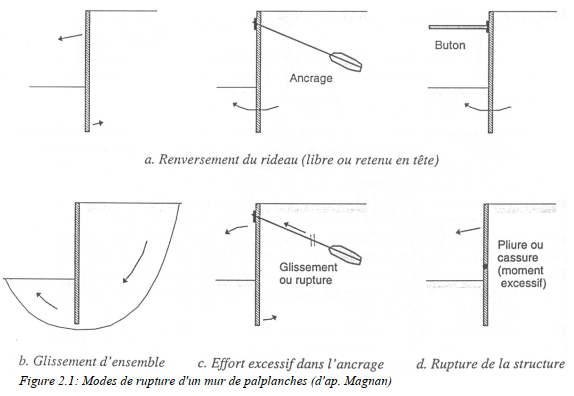 Ancrage
Buton
a. Renversement du rideau (libre ou retenu en tête)
Glissement
ou rupture
Pliure ou
cassure
(moment
excessif)
b. Glissement d'ensemble
c. Effort excessif dans l'ancrage
d. Rupture de la structure
Figure 2.1: Modes de rupture d'un mur de palplanches (d'ap. Magnan)